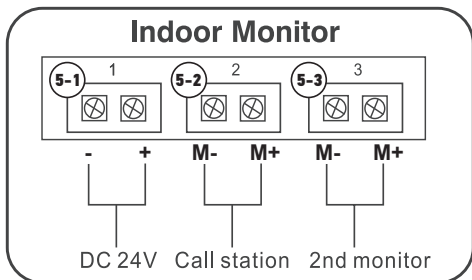 Indoor Monitor
5-1 1 5-2 2 5-3 3
- + M- M+ M- M+
DC 24V Call station 2nd monitor